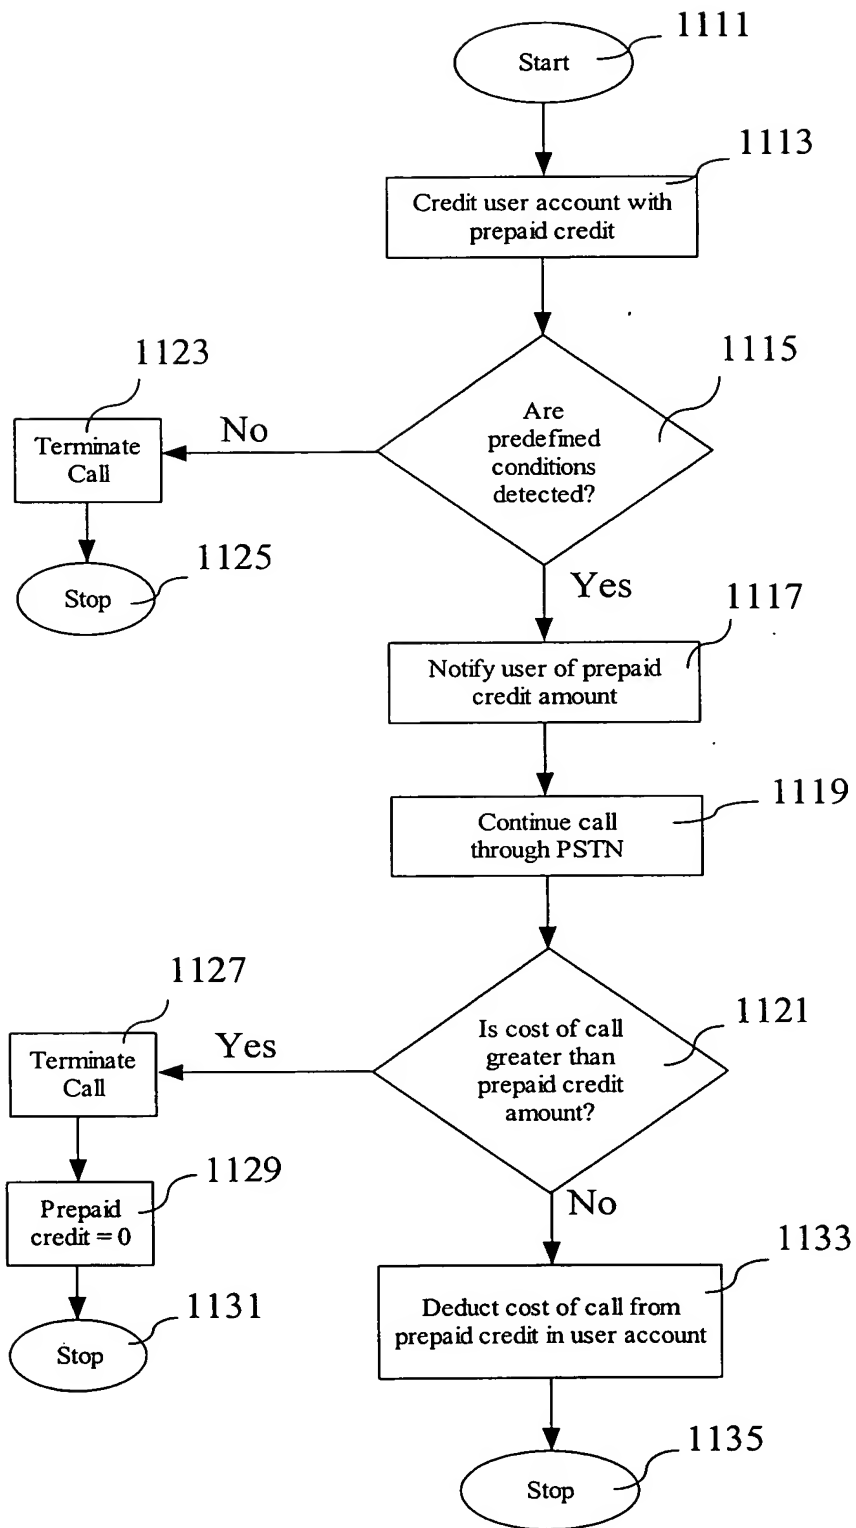 1111
Start
1113
Credit user account with
prepaid credit
1115
Are
predefined
conditions
detected?
No
1123
Terminate
Call
1125
Stop
Yes
1117
Notify user of prepaid
credit amount
1119
Continue call
through PSTN
1121
Is cost of call
greater than
prepaid credit
amount?
Yes
1127
Terminate
Call
1129
Prepaid
credit = 0
1131
Stop
No
1133
Deduct cost of call from
prepaid credit in user account
1135
Stop